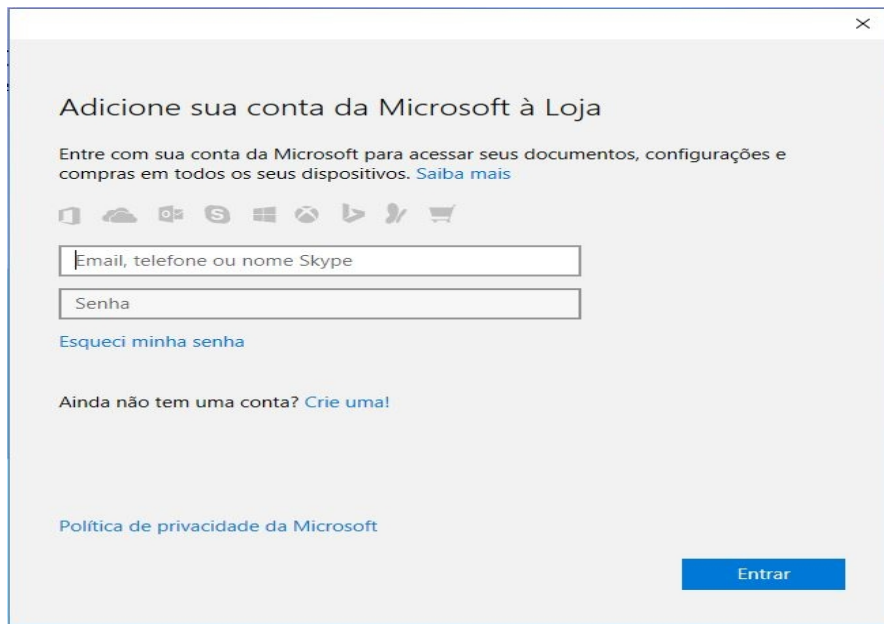 Adicione sua conta da Microsoft à Loja
Entre com sua conta da Microsoft para acessar seus documentos, configurações e
compras em todos os seus dispositivos. Saiba mais
Email, telefone ou nome Skype
Senha
Esqueci minha senha
Ainda não tem uma conta? Crie uma!
Política de privacidade da Microsoft
Entrar